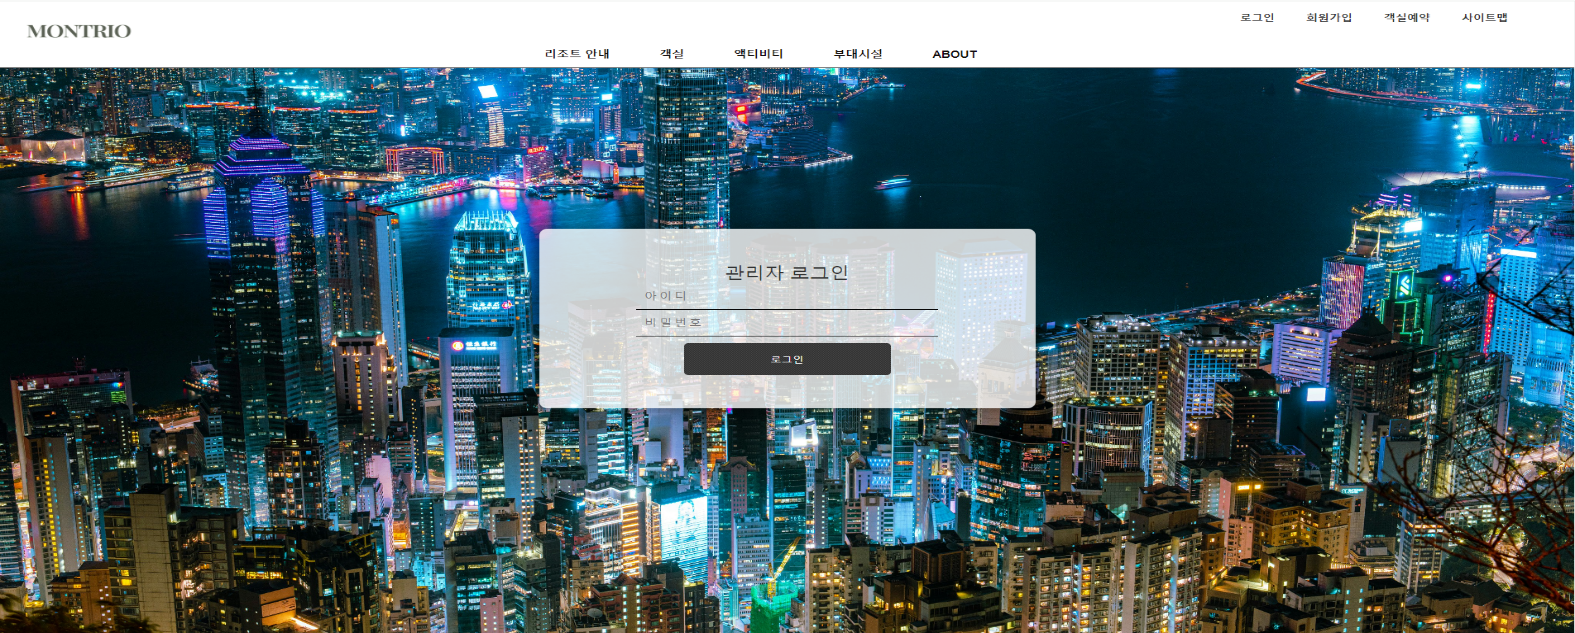 MONTRIO
로그인 회원가입 객실예약 사이트맵
리조트 안내 객실 액티비티 부대시설 ABOUT
관리자 로그인
아이디
비밀번호
로그인